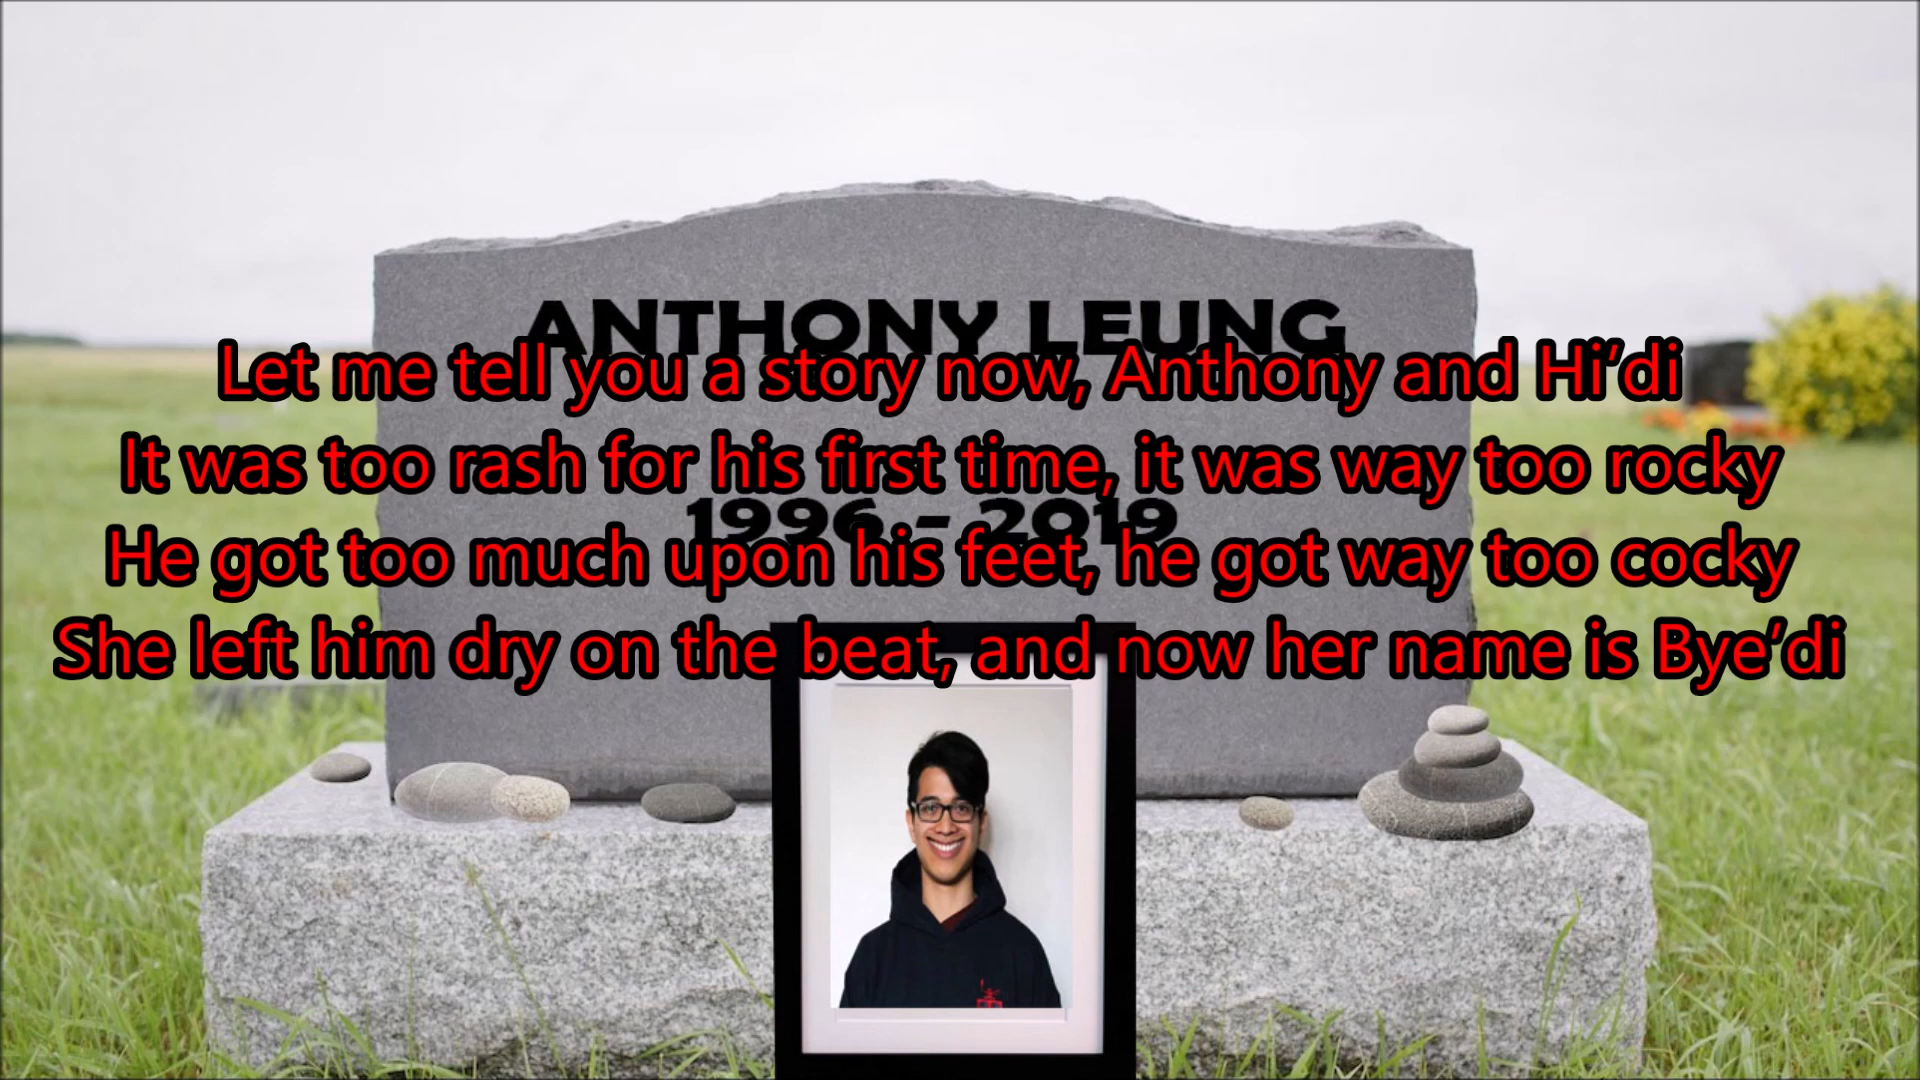 ANTHONY LEUNG
Let me tell you a story now, Anthony and Hi’di
It was too rash for his first time, it was way too rocky
1996 - 2019
He got too much upon his feet, he got way too cocky
She left him dry on the beat, and now her name is Bye’di